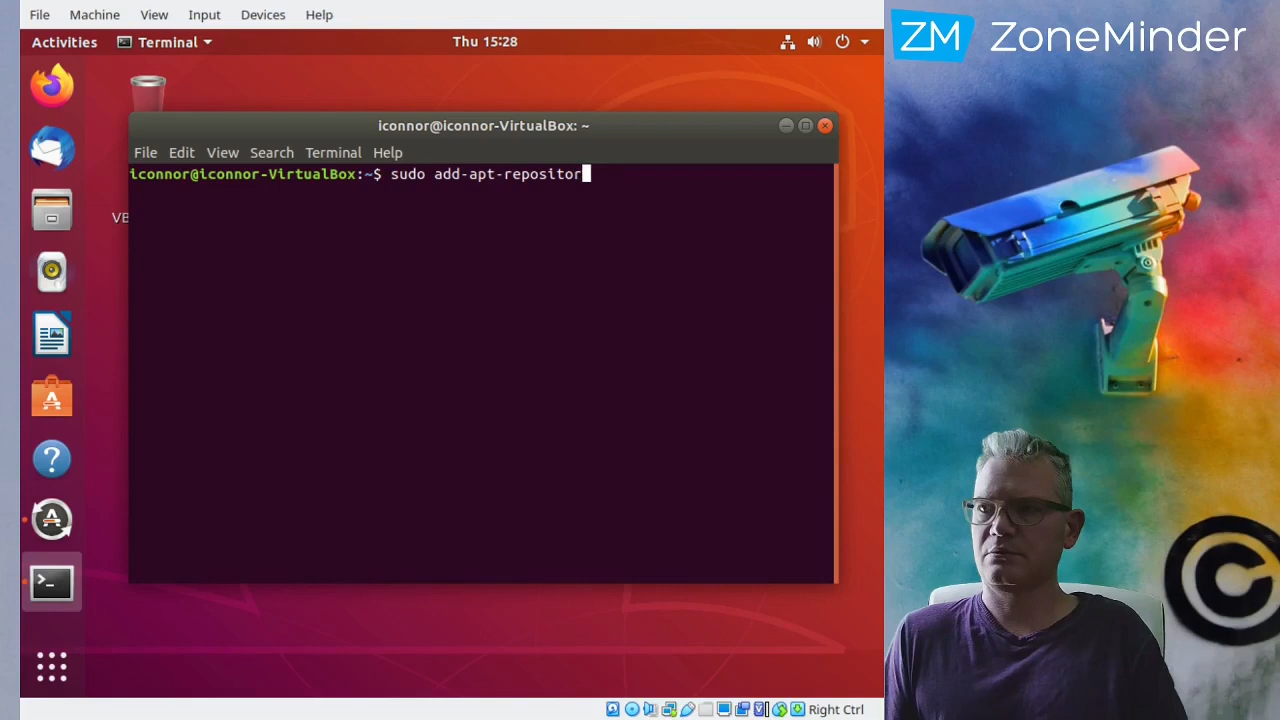 File Machine View Input Devices Help
Activities Terminal Thu 15:28
iconnor@iconnor-VirtualBox: ~
File Edit View Search Terminal Help
iconnor@iconnor-VirtualBox:~$ sudo add-apt-repositor
VB
Right Ctrl
ZM ZoneMinder